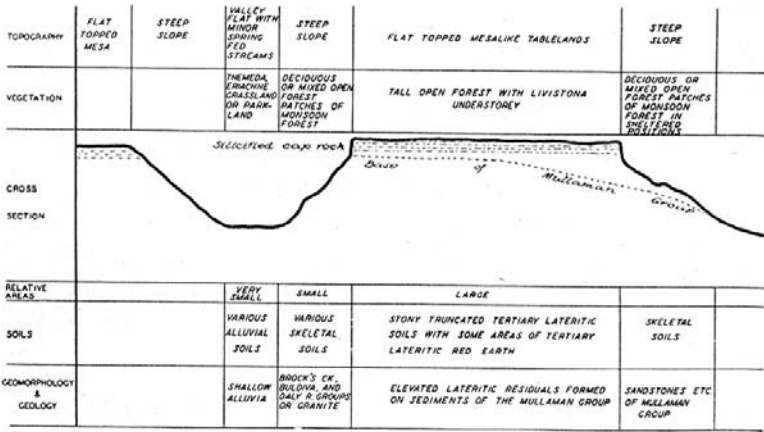 TOPOGRAPHY
FLAT
TOPPED
MESA
STEEP
SLOPE
VALLEY
FLAT WITH
MINOR
SPRING
FED
STREAMS
STEEP
SLOPE
FLAT TOPPED MESALIKE TABLELANDS
STEEP
SLOPE
VEGETATION
THEMEDA,
ERIACHNE
GRASSLAND
OR PARK-
LAND
DECIDUOUS
OR MIXED OPEN
FOREST
PATCHES OF
MONSOON
FOREST
TALL OPEN FOREST WITH LIVISTONA
UNDERSTOREY
DECIDUOUS OR
MIXED OPEN
FOREST PATCHES
OF MONSOON
FOREST IN
SHELTERED
POSITIONS
CROSS
SECTION
Silicified cap rock
Base of Mullaman Group
RELATIVE
AREAS
VERY
SMALL
SMALL
LARGE
SOILS
VARIOUS
ALLUVIAL
SOILS
VARIOUS
SKELETAL
SOILS
STONY TRUNCATED TERTIARY LATERITIC
SOILS WITH SOME AREAS OF TERTIARY
LATERITIC RED EARTH
SKELETAL
SOILS
GEOMORPHOLOGY
&
GEOLOGY
SHALLOW
ALLUVIA
BROCK'S CK,
BULDIVA, AND
DALY R. GROUPS
OR GRANITE
ELEVATED LATERITIC RESIDUALS FORMED
ON SEDIMENTS OF THE MULLAMAN GROUP
SANDSTONES ETC.
OF MULLAMAN
GROUP